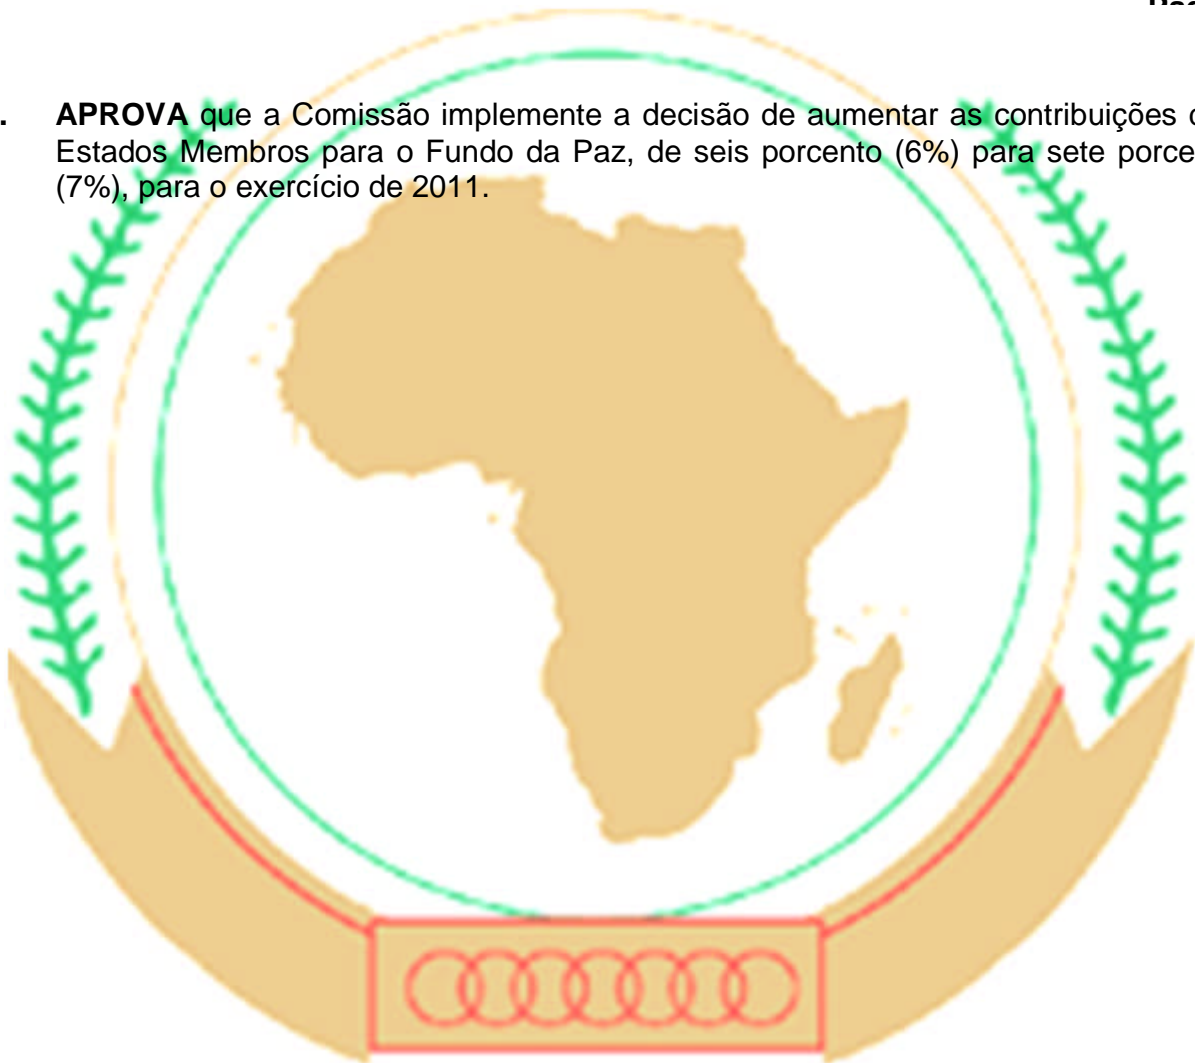 . APROVA que a Comissão implemente a decisão de aumentar as contribuições
Estados Membros para o Fundo da Paz, de seis porcento (6%) para sete
(7%), para o exercício de 2011.